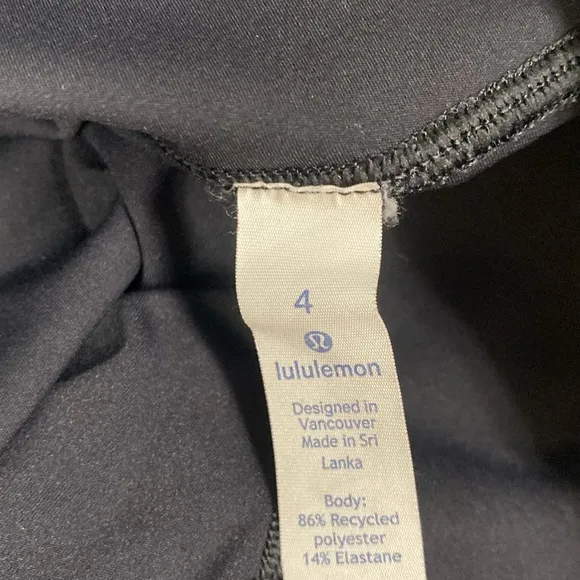 4
lululemon
Designed in
Vancouver
Made in Sri
Lanka
Body:
86% Recycled
polyester
14% Elastane